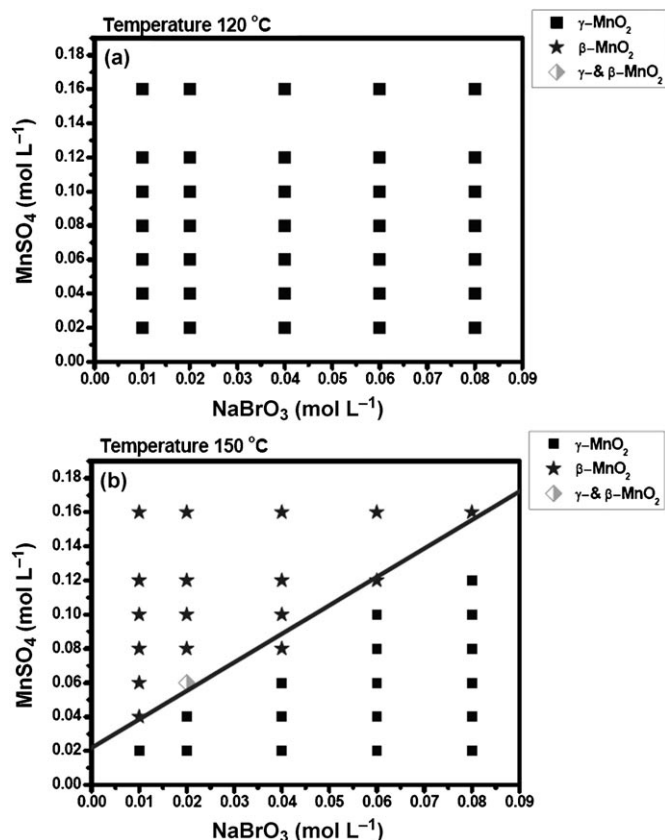 Temperature 120 °C
(a)
γ–MnO₂
β–MnO₂
γ–& β–MnO₂
0.18
0.16
0.14
0.12
0.10
0.08
0.06
0.04
0.02
0.00
MnSO₄ (mol L⁻¹)
0.00 0.01 0.02 0.03 0.04 0.05 0.06 0.07 0.08 0.09
NaBrO₃ (mol L⁻¹)
Temperature 150 °C
(b)
γ–MnO₂
β–MnO₂
γ–& β–MnO₂
0.18
0.16
0.14
0.12
0.10
0.08
0.06
0.04
0.02
0.00
MnSO₄ (mol L⁻¹)
0.00 0.01 0.02 0.03 0.04 0.05 0.06 0.07 0.08 0.09
NaBrO₃ (mol L⁻¹)